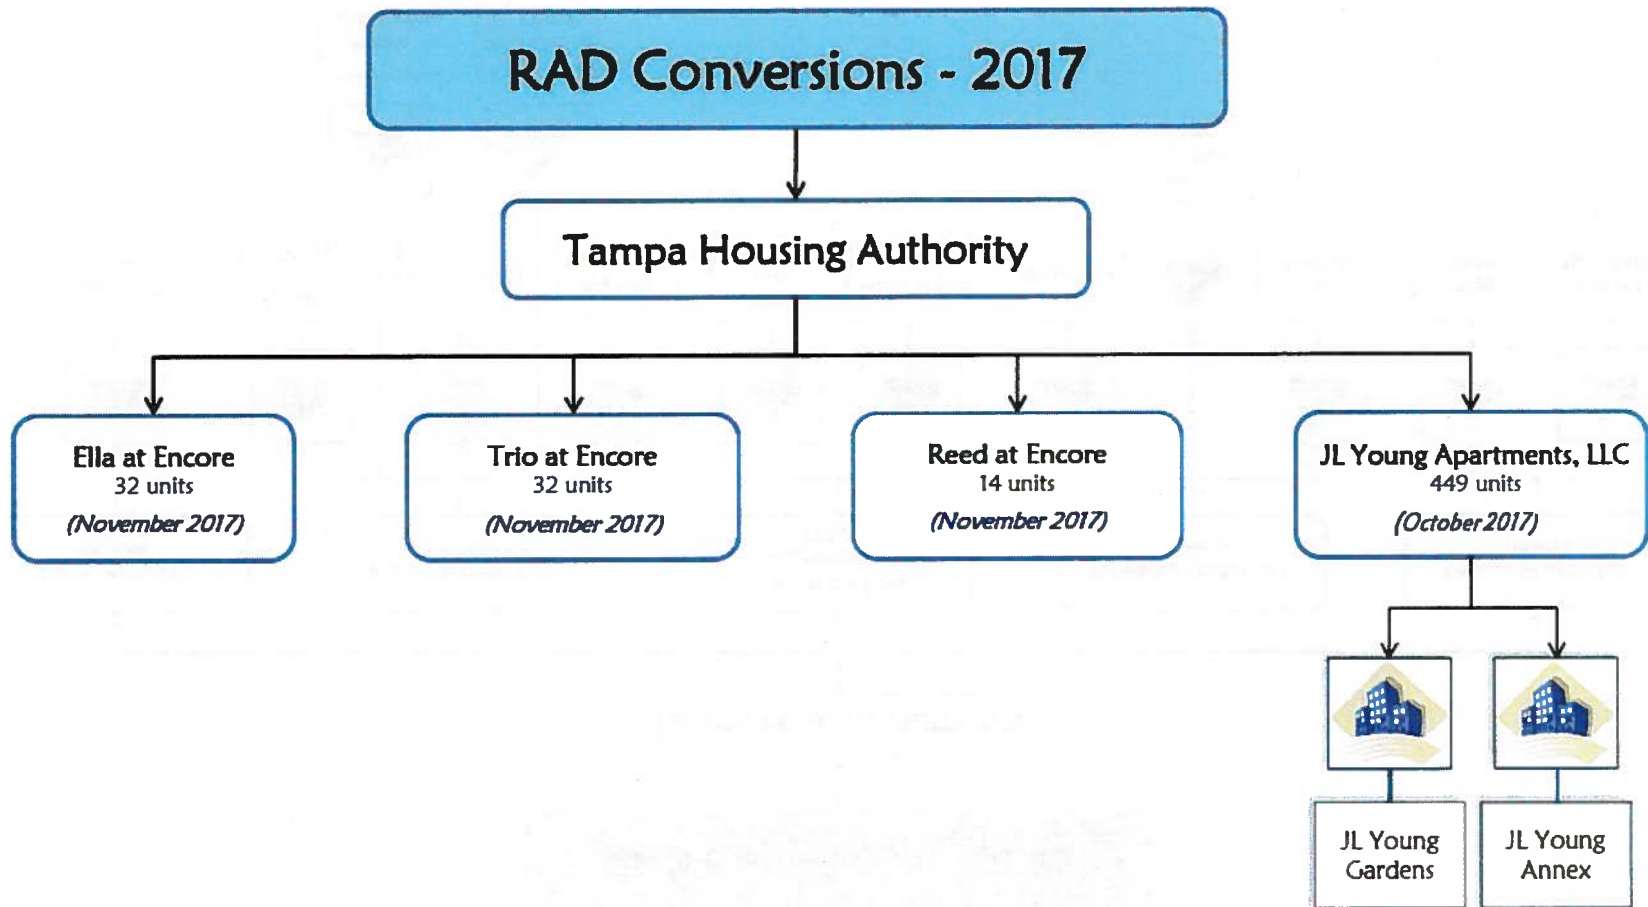 RAD Conversions - 2017
Tampa Housing Authority
Ella at Encore
32 units
(November 2017)
Trio at Encore
32 units
(November 2017)
Reed at Encore
14 units
(November 2017)
JL Young Apartments, LLC
449 units
(October 2017)
JL Young
Gardens
JL Young
Annex